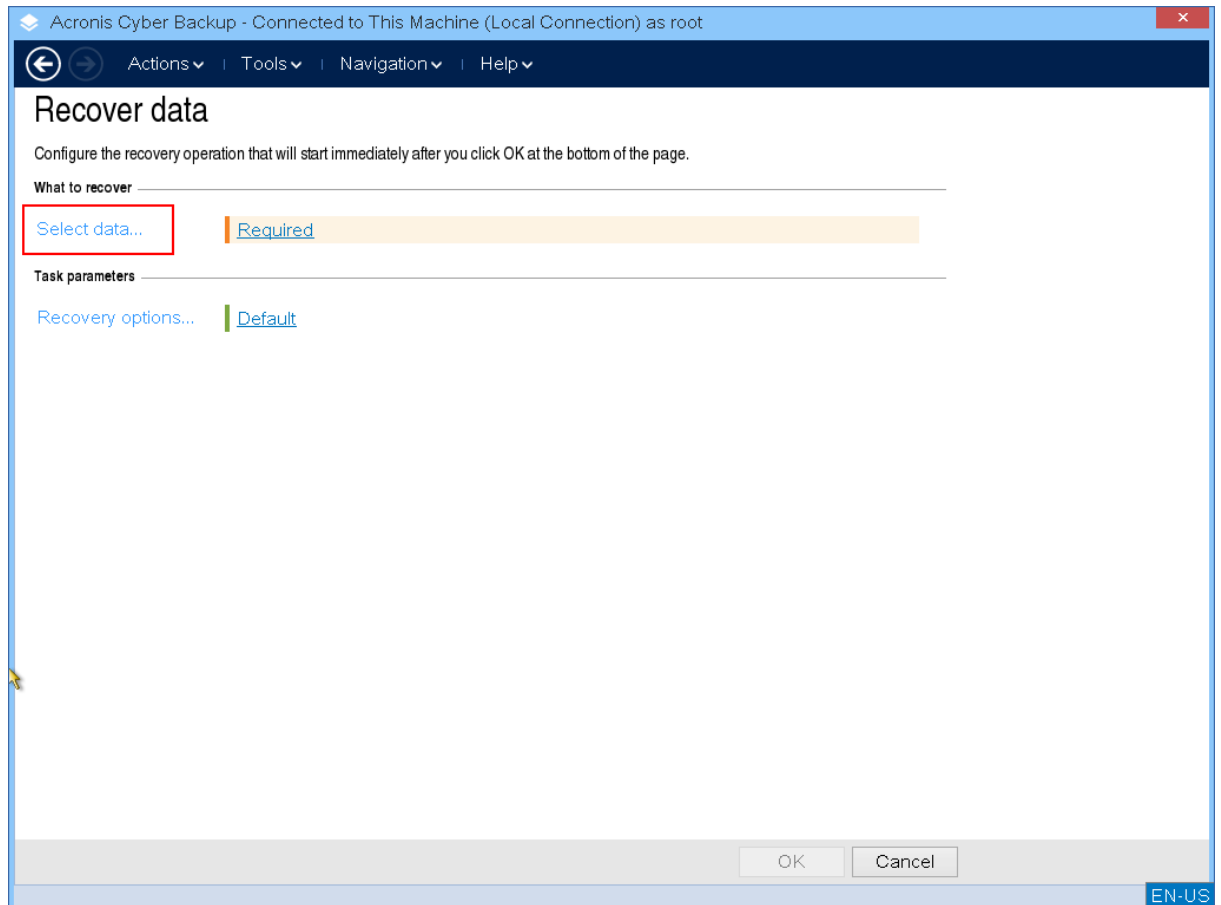 Acronis Cyber Backup - Connected to This Machine (Local Connection) as root
Actions Tools Navigation Help
Recover data
Configure the recovery operation that will start immediately after you click OK at the bottom of the page.
What to recover
Select data... Required
Task parameters
Recovery options... Default
OK Cancel
EN-US